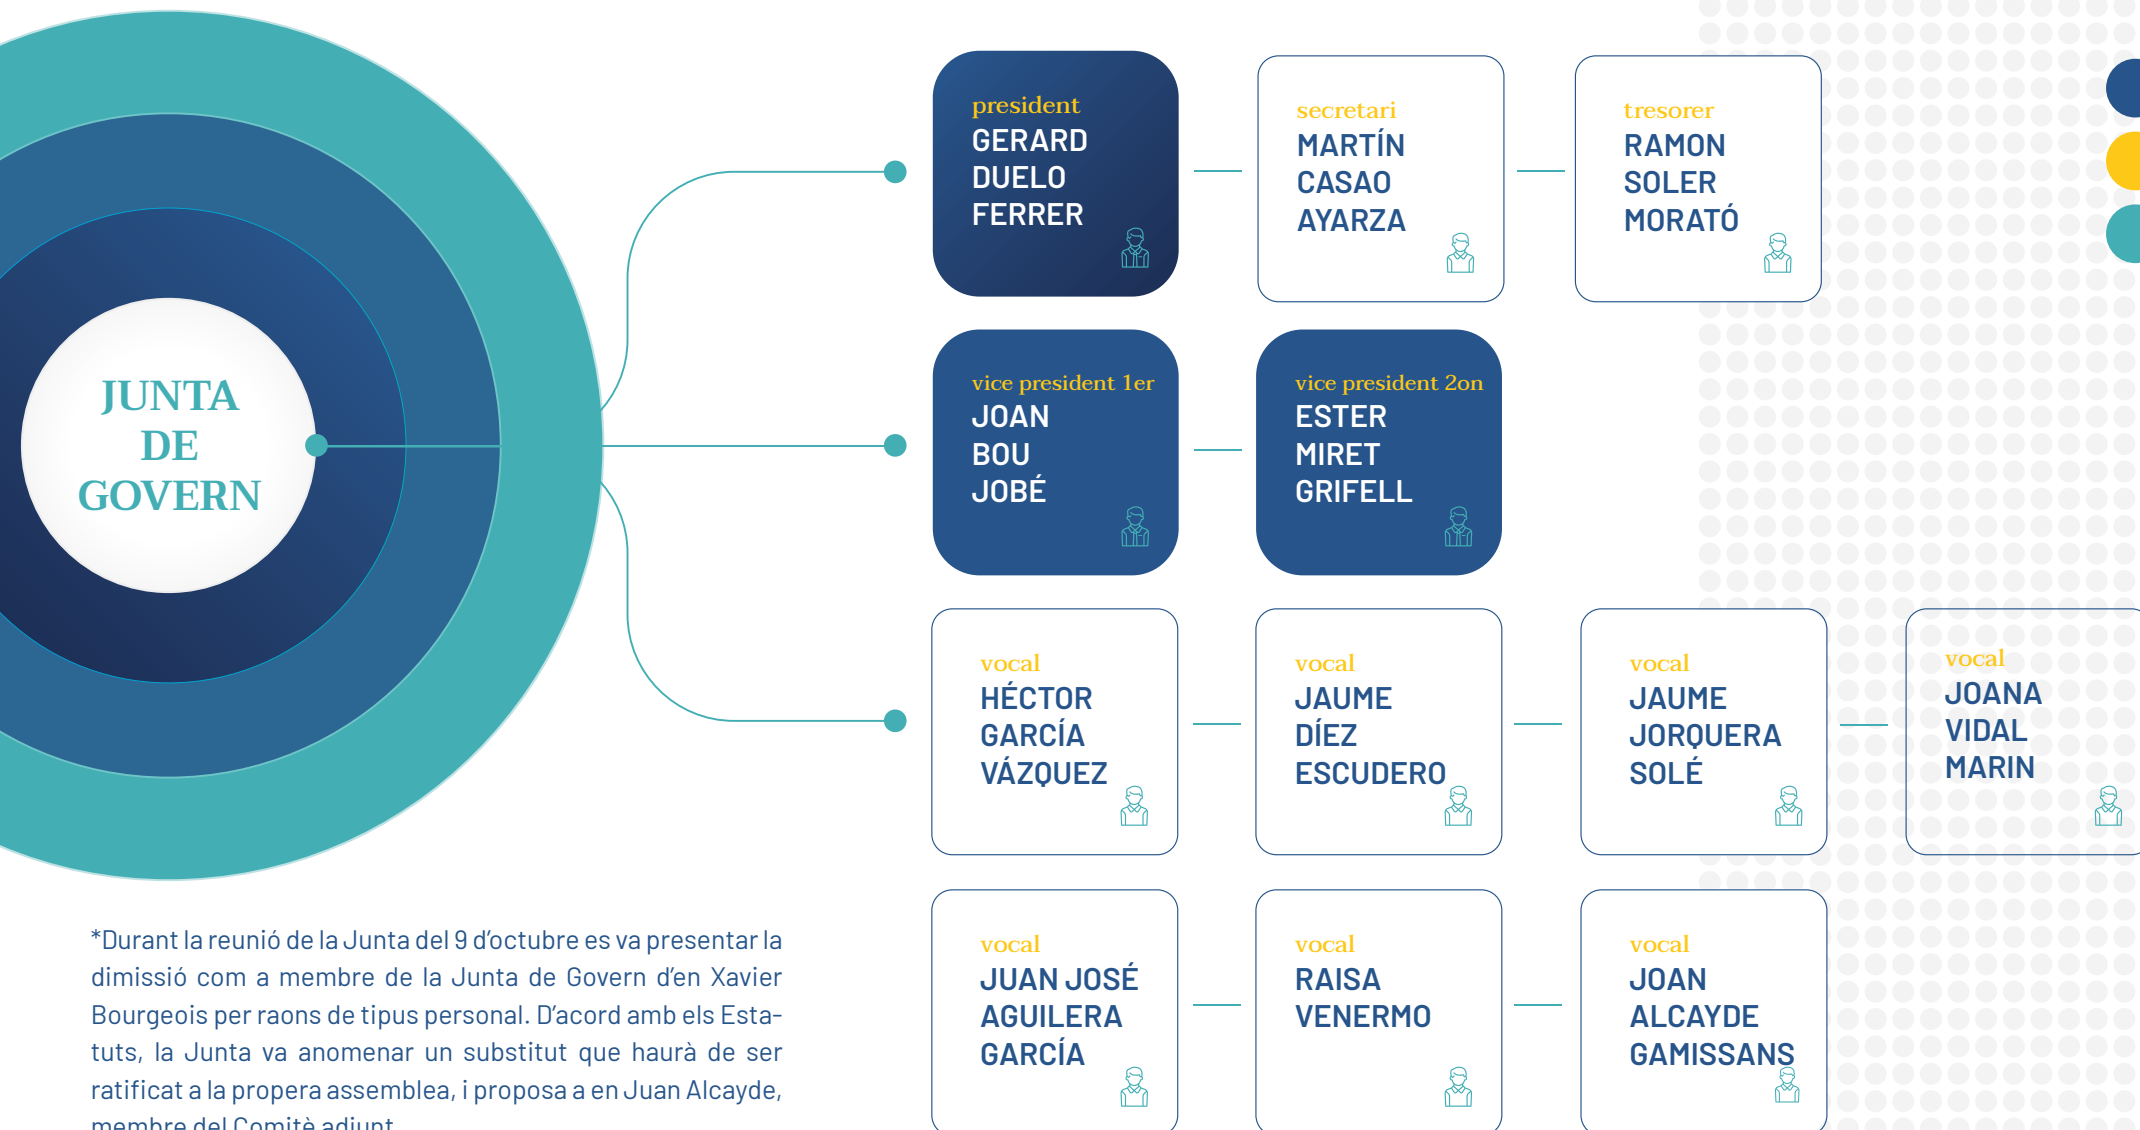 JUNTA
DE
GOVERN
president
GERARD
DUELO
FERRER
secretari
MARTÍN
CASAO
AYARZA
tresorer
RAMON
SOLER
MORATÓ
vice president 1er
JOAN
BOU
JOBÉ
vice president 2on
ESTER
MIRET
GRIFELL
vocal
HÉCTOR
GARCÍA
VÁZQUEZ
vocal
JAUME
DÍEZ
ESCUDERO
vocal
JAUME
JORQUERA
SOLÉ
vocal
JOANA
VIDAL
MARIN
vocal
JUAN JOSÉ
AGUILERA
GARCÍA
vocal
RAISA
VENERMO
vocal
JOAN
ALCAYDE
GAMISSANS
*Durant la reunió de la Junta del 9 d’octubre es va presentar la
dimissió com a membre de la Junta de Govern d’en Xavier
Bourgeois per raons de tipus personal. D’acord amb els Esta-
tuts, la Junta va anomenar un substitut que haurà de ser
ratificat a la propera assemblea, i proposa a en Juan Alcayde,
membre del Comitè adjunt